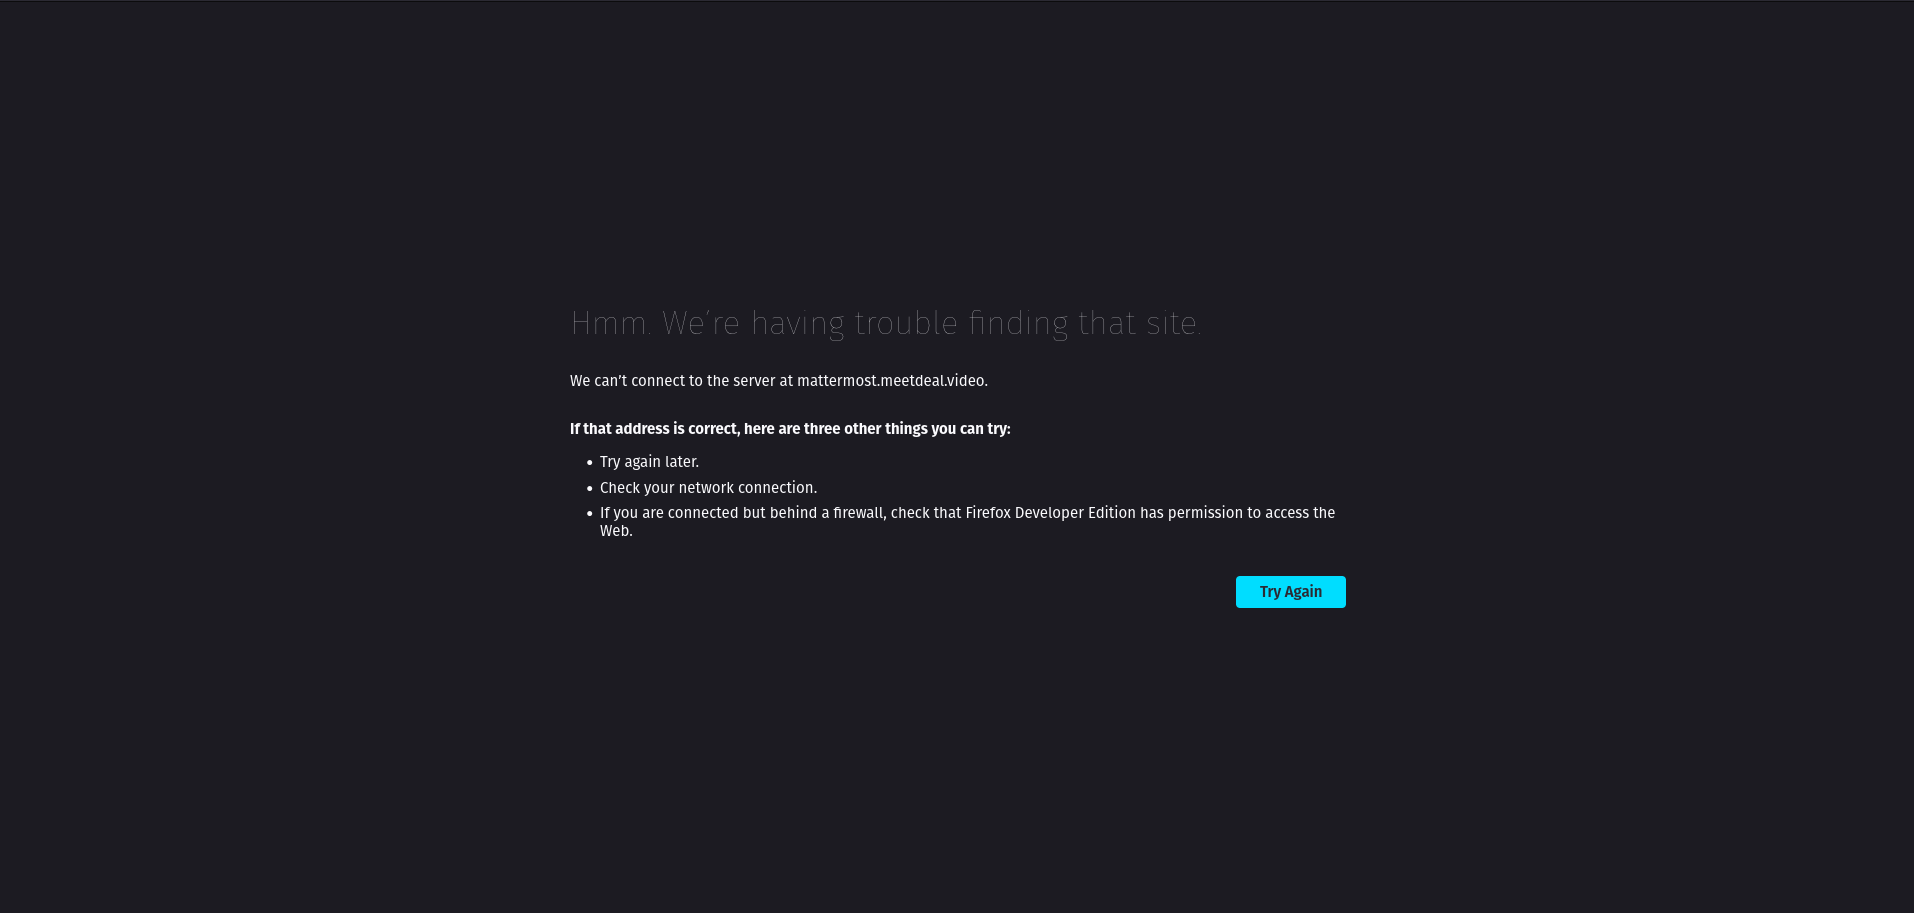 Hmm. We’re having trouble finding that site.
We can’t connect to the server at mattermost.meetdeal.video.
If that address is correct, here are three other things you can try:
• Try again later.
• Check your network connection.
• If you are connected but behind a firewall, check that Firefox Developer Edition has permission to access the
Web.
Try Again